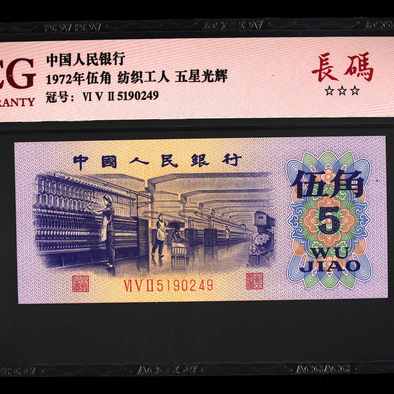 CG
RANTY
中国人民银行
1972年伍角 纺织工人 五星光辉
冠号：Ⅵ Ⅴ Ⅱ 5190249
長碼
☆☆☆
中國人民銀行
伍角
5
WU
JIAO
ⅥⅤⅡ5190249